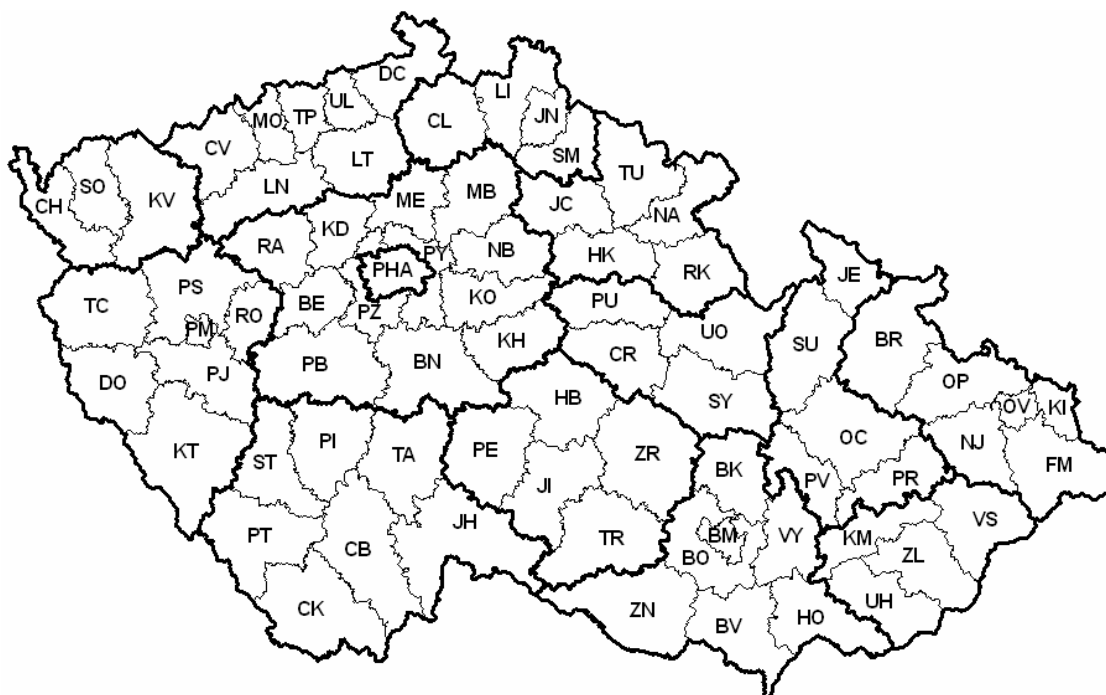 DC
LI
UL
MO
TP
CL
JN
CV
LT
SM
TU
SO
LN
MB
CH
KV
ME
JC
NA
KD
RA
PY
NB
HK
PHA
RK
JE
PS
KO
TC
BE
PU
RO
PZ
PM
UO
BR
KH
CR
SU
PB
BN
OP
DO
PJ
HB
SY
OV
KI
PI
OC
NJ
KT
ST
TA
PE
ZR
BK
FM
JI
PV
PR
JH
VS
PT
CB
TR
BM
VY
KM
BO
ZL
CK
ZN
UH
BV
HO